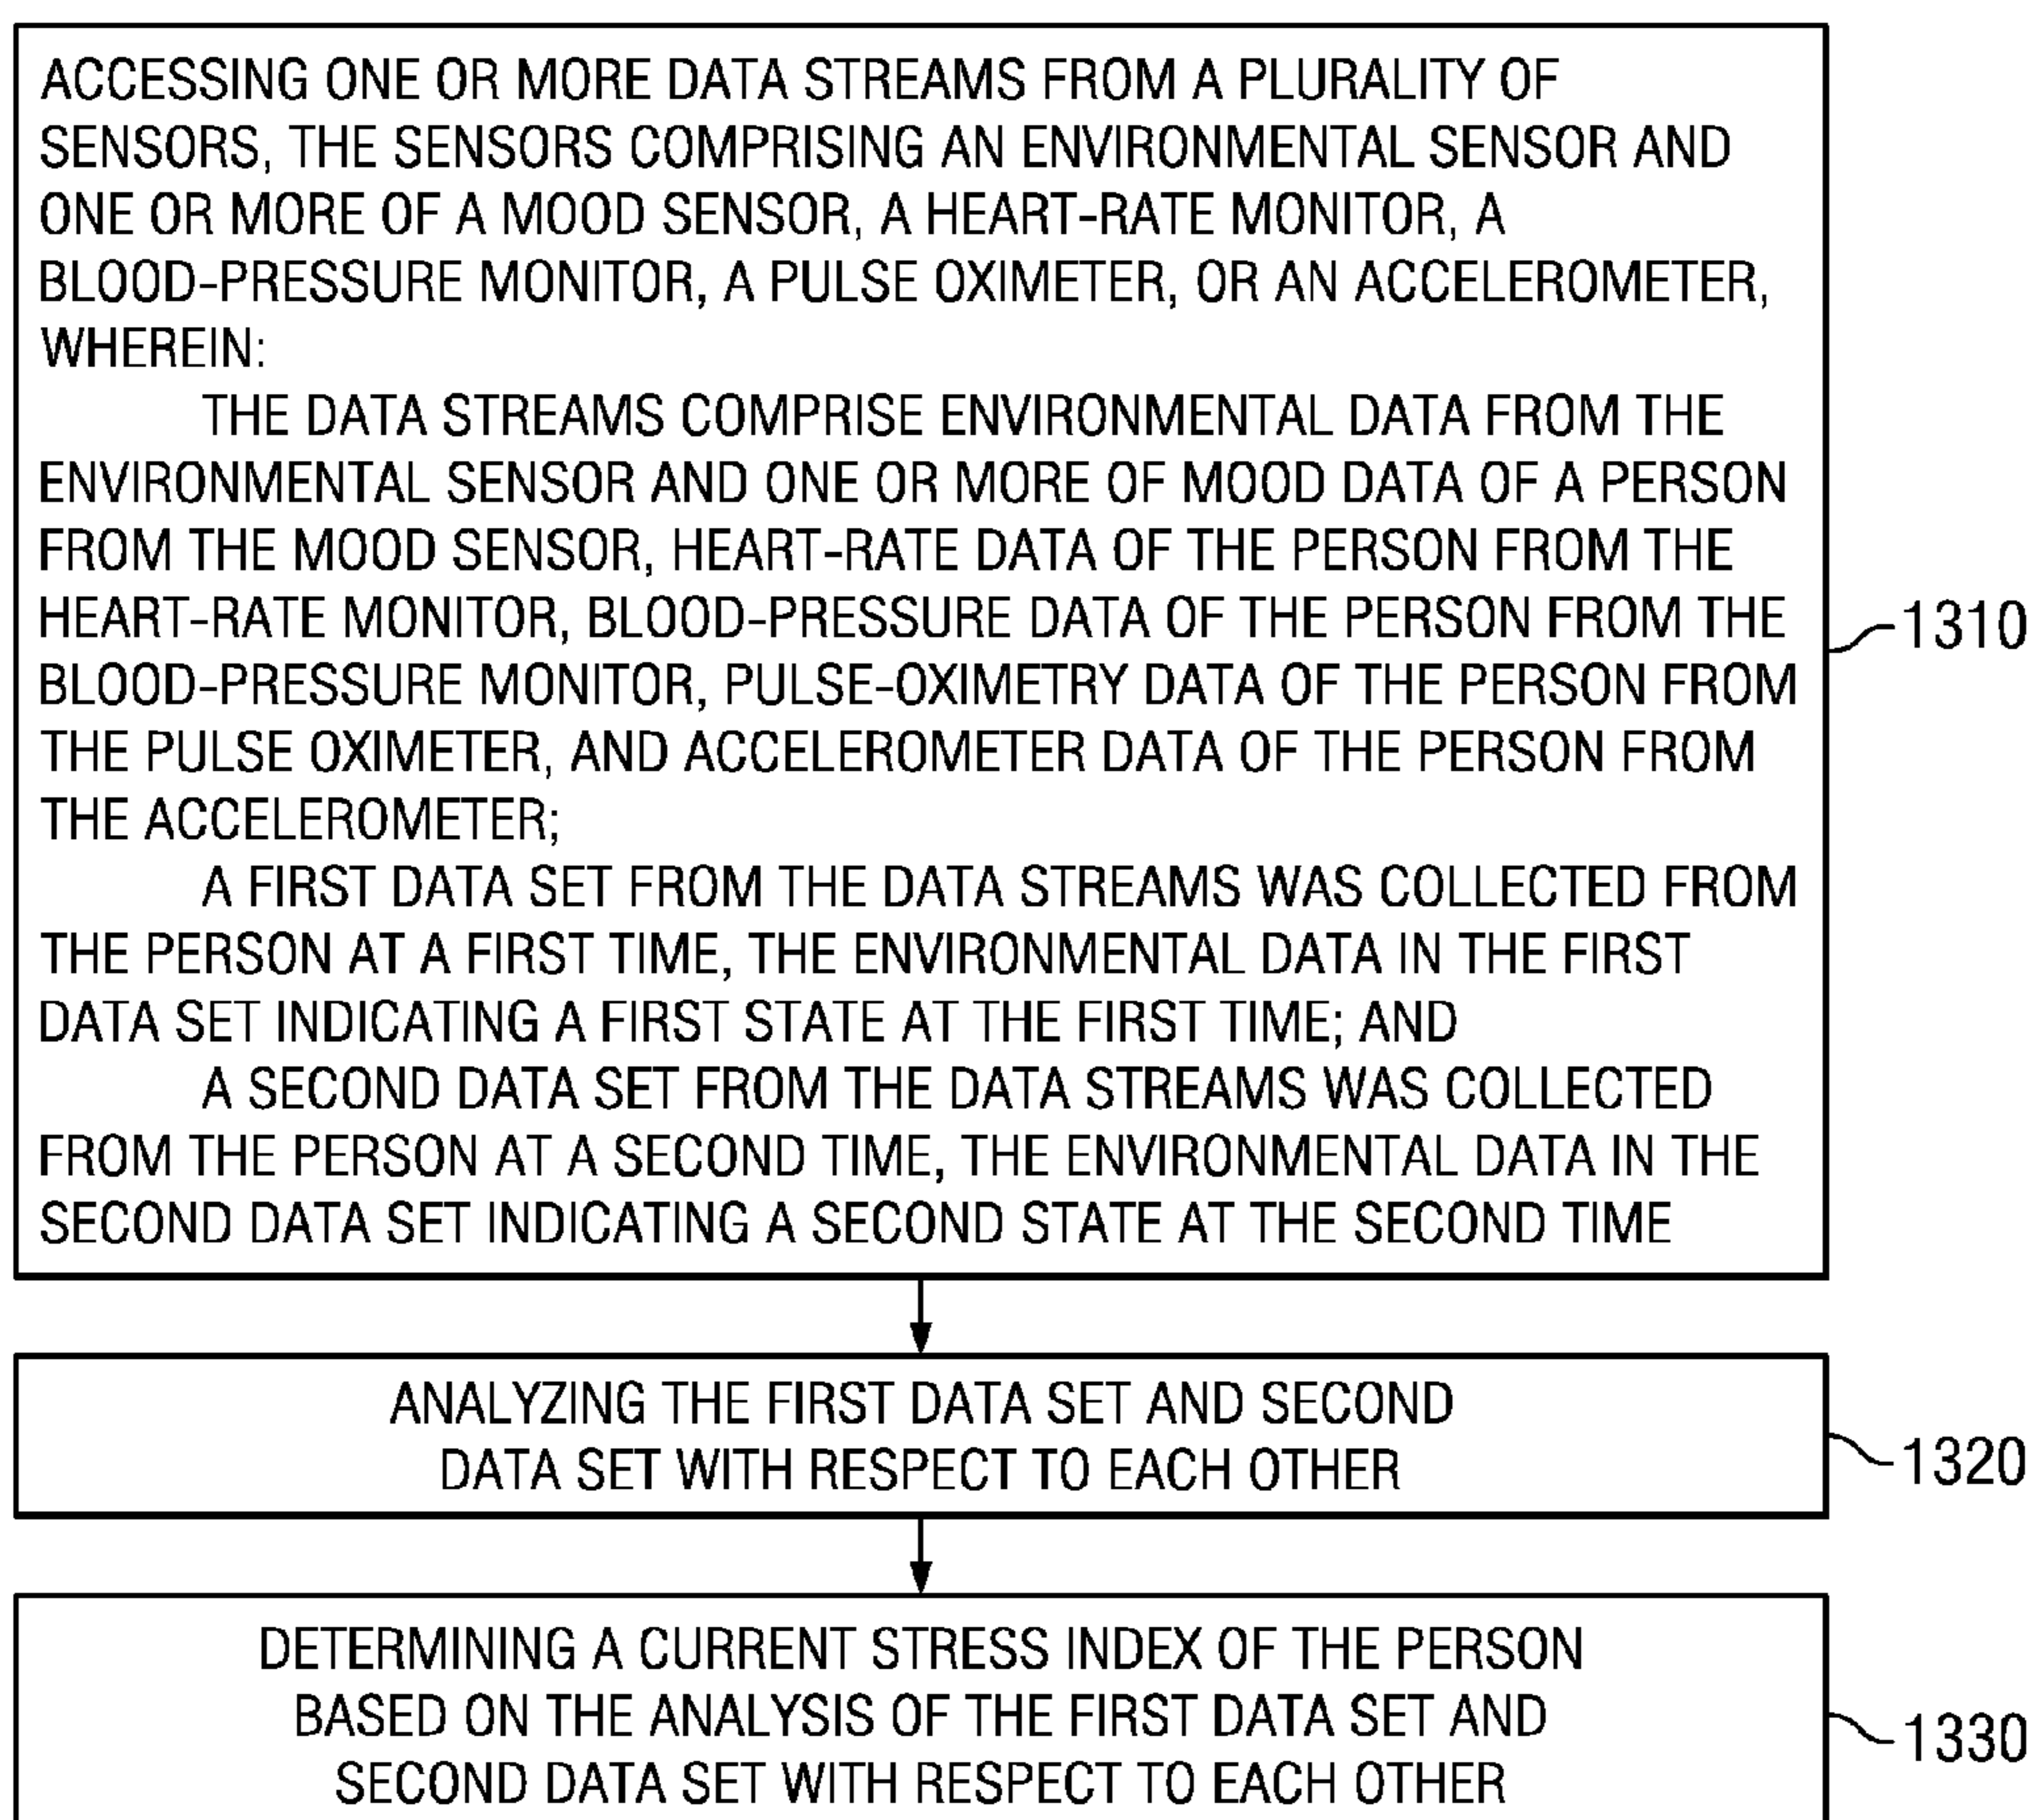 ACCESSING ONE OR MORE DATA STREAMS FROM A PLURALITY OF
SENSORS, THE SENSORS COMPRISING AN ENVIRONMENTAL SENSOR AND
ONE OR MORE OF A MOOD SENSOR, A HEART-RATE MONITOR, A
BLOOD-PRESSURE MONITOR, A PULSE OXIMETER, OR AN ACCELEROMETER,
WHEREIN:
THE DATA STREAMS COMPRISE ENVIRONMENTAL DATA FROM THE
ENVIRONMENTAL SENSOR AND ONE OR MORE OF MOOD DATA OF A PERSON
FROM THE MOOD SENSOR, HEART-RATE DATA OF THE PERSON FROM THE
HEART-RATE MONITOR, BLOOD-PRESSURE DATA OF THE PERSON FROM THE
BLOOD-PRESSURE MONITOR, PULSE-OXIMETRY DATA OF THE PERSON FROM
THE PULSE OXIMETER, AND ACCELEROMETER DATA OF THE PERSON FROM
THE ACCELEROMETER;
A FIRST DATA SET FROM THE DATA STREAMS WAS COLLECTED FROM
THE PERSON AT A FIRST TIME, THE ENVIRONMENTAL DATA IN THE FIRST
DATA SET INDICATING A FIRST STATE AT THE FIRST TIME; AND
A SECOND DATA SET FROM THE DATA STREAMS WAS COLLECTED
FROM THE PERSON AT A SECOND TIME, THE ENVIRONMENTAL DATA IN THE
SECOND DATA SET INDICATING A SECOND STATE AT THE SECOND TIME
1310
ANALYZING THE FIRST DATA SET AND SECOND
DATA SET WITH RESPECT TO EACH OTHER
1320
DETERMINING A CURRENT STRESS INDEX OF THE PERSON
BASED ON THE ANALYSIS OF THE FIRST DATA SET AND
SECOND DATA SET WITH RESPECT TO EACH OTHER
1330